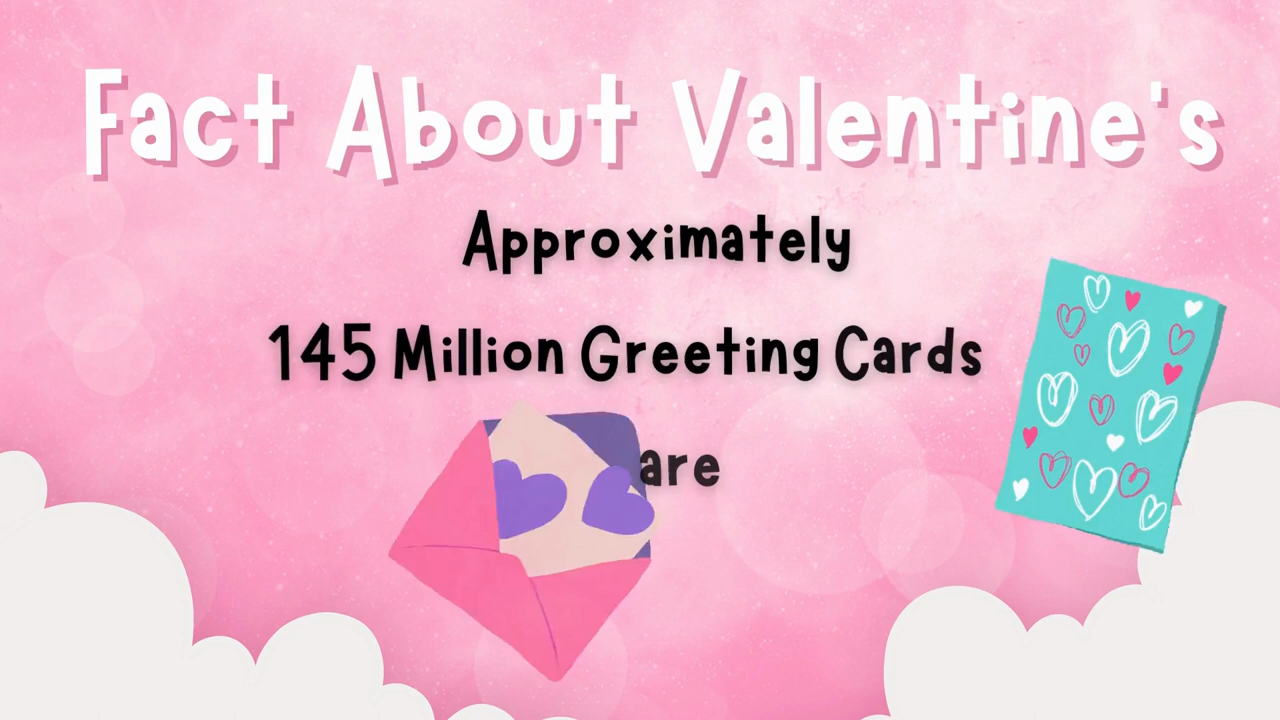 Fact About Valentine's
Approximately
145 Million Greeting Cards
are